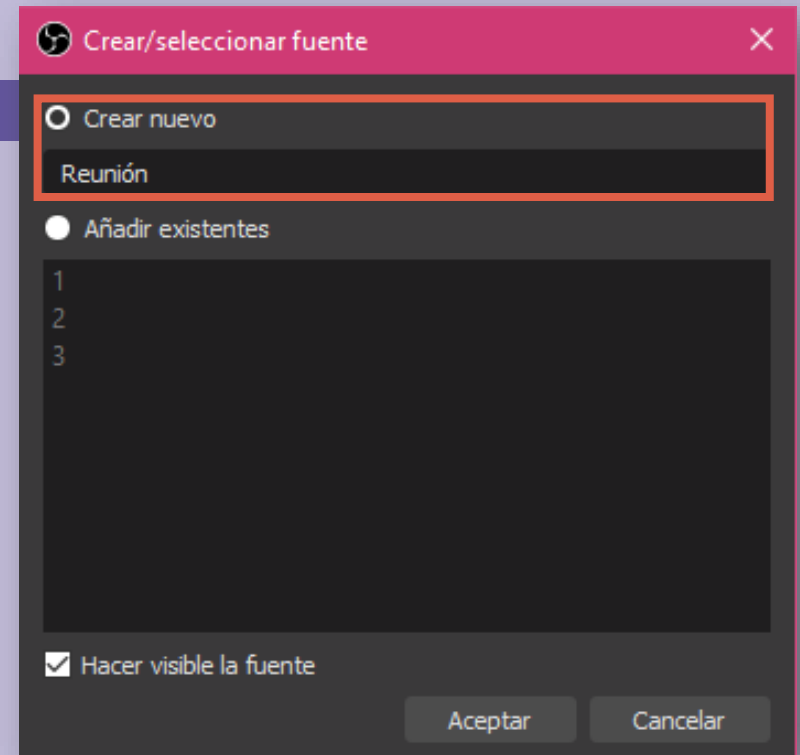 Crear/seleccionar fuente
Crear nuevo
Reunión
Añadir existentes
1
2
3
Hacer visible la fuente
Aceptar Cancelar